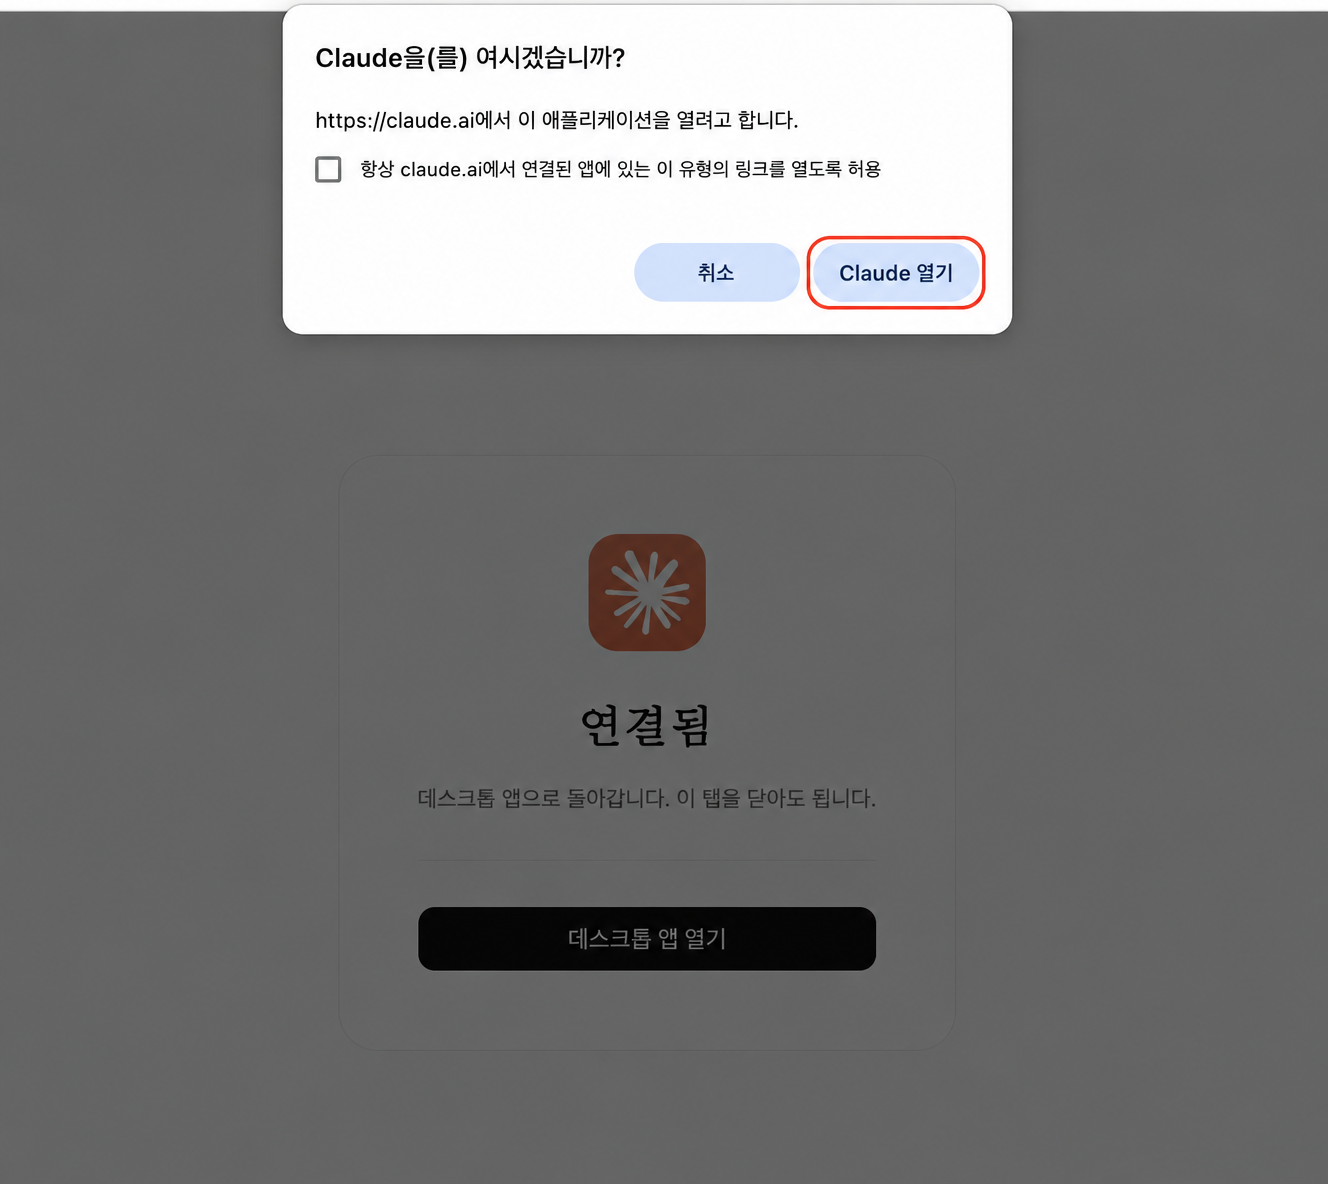 Claude을(를) 여시겠습니까?
https://claude.ai에서 이 애플리케이션을 열려고 합니다.
항상 claude.ai에서 연결된 앱에 있는 이 유형의 링크를 열도록 허용
취소
Claude 열기
연결됨
데스크톱 앱으로 돌아갑니다. 이 탭을 닫아도 됩니다.
데스크톱 앱 열기